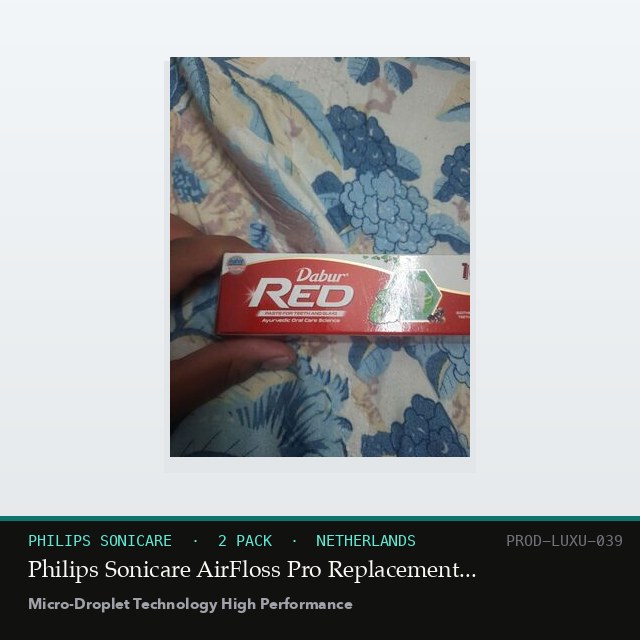 Dabur
RED
PASTE FOR TEETH AND GUMS
Ayurvedic Oral Care Science
PHILIPS SONICARE · 2 PACK · NETHERLANDS
PROD–LUXU–039
Philips Sonicare AirFloss Pro Replacement...
Micro-Droplet Technology High Performance